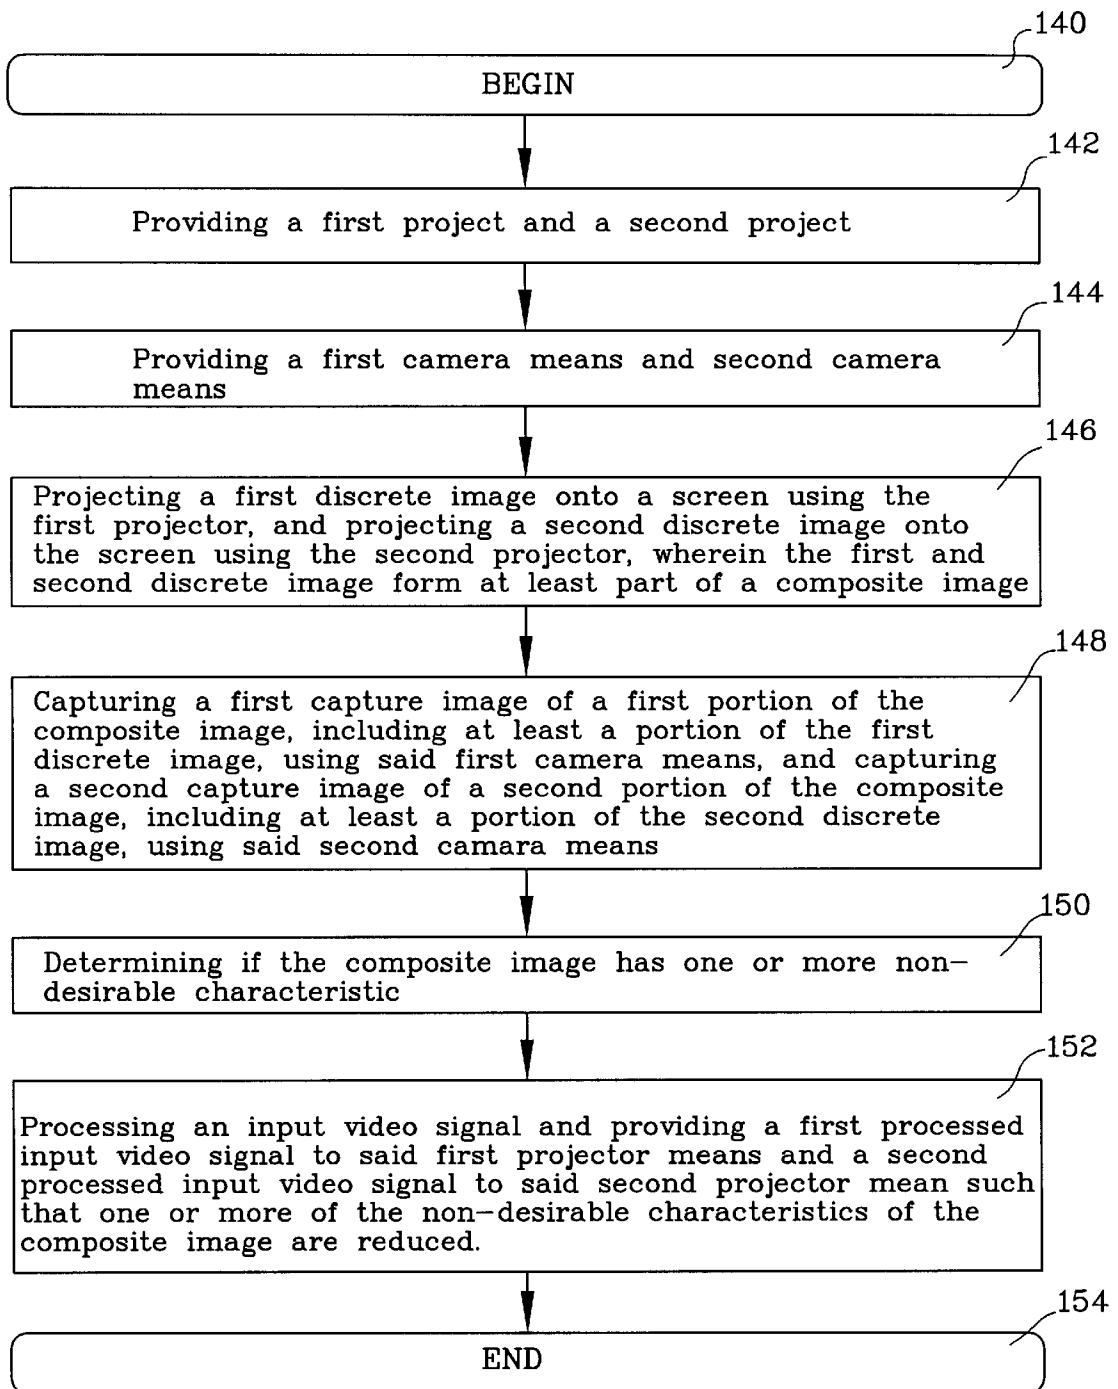 140
BEGIN
142
Providing a first project and a second project
144
Providing a first camera means and second camera
means
146
Projecting a first discrete image onto a screen using the
first projector, and projecting a second discrete image onto
the screen using the second projector, wherein the first and
second discrete image form at least part of a composite image
148
Capturing a first capture image of a first portion of the
composite image, including at least a portion of the first
discrete image, using said first camera means, and capturing
a second capture image of a second portion of the composite
image, including at least a portion of the second discrete
image, using said second camara means
150
Determining if the composite image has one or more non-
desirable characteristic
152
Processing an input video signal and providing a first processed
input video signal to said first projector means and a second
processed input video signal to said second projector mean such
that one or more of the non-desirable characteristics of the
composite image are reduced.
154
END